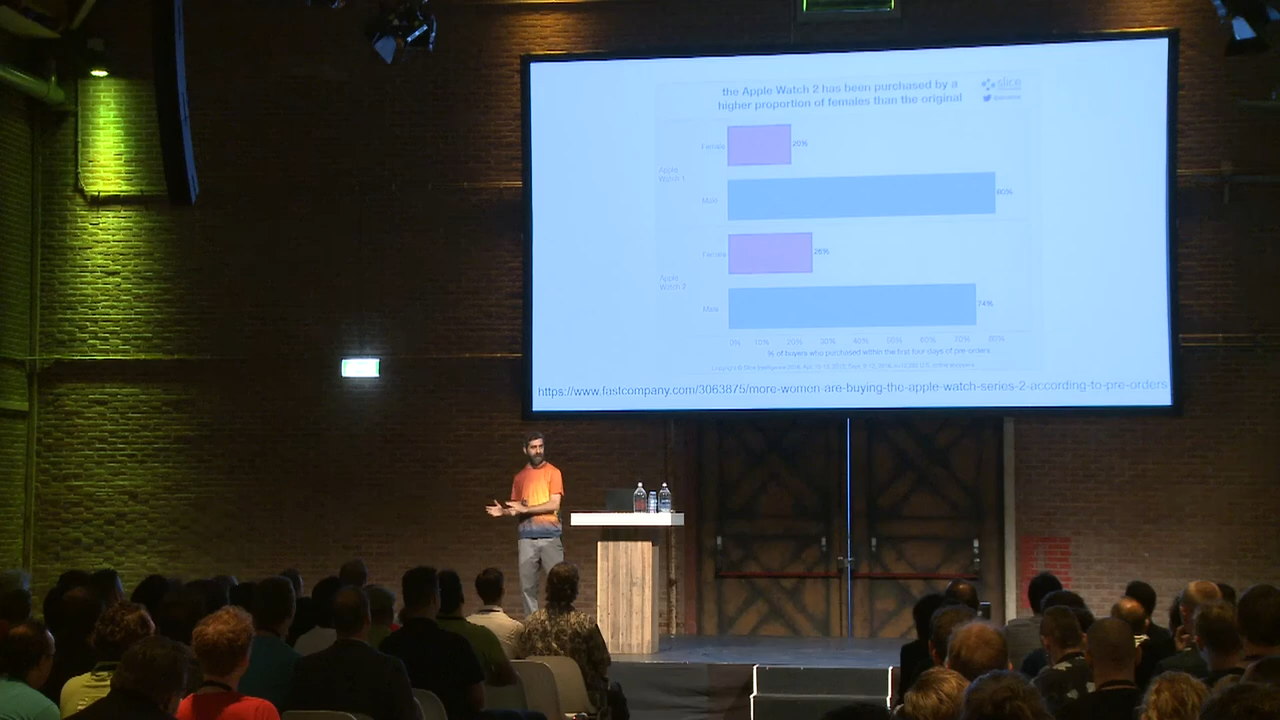 the Apple Watch 2 has been purchased by a
higher proportion of females than the original
slice
Female
20%
Apple
Watch 1
Male
80%
Female
26%
Apple
Watch 2
Male
74%
0% 10% 20% 30% 40% 50% 60% 70% 80%
% of buyers who purchased within the first four days of pre-orders
https://www.fastcompany.com/3063875/more-women-are-buying-the-apple-watch-series-2-according-to-pre-orders